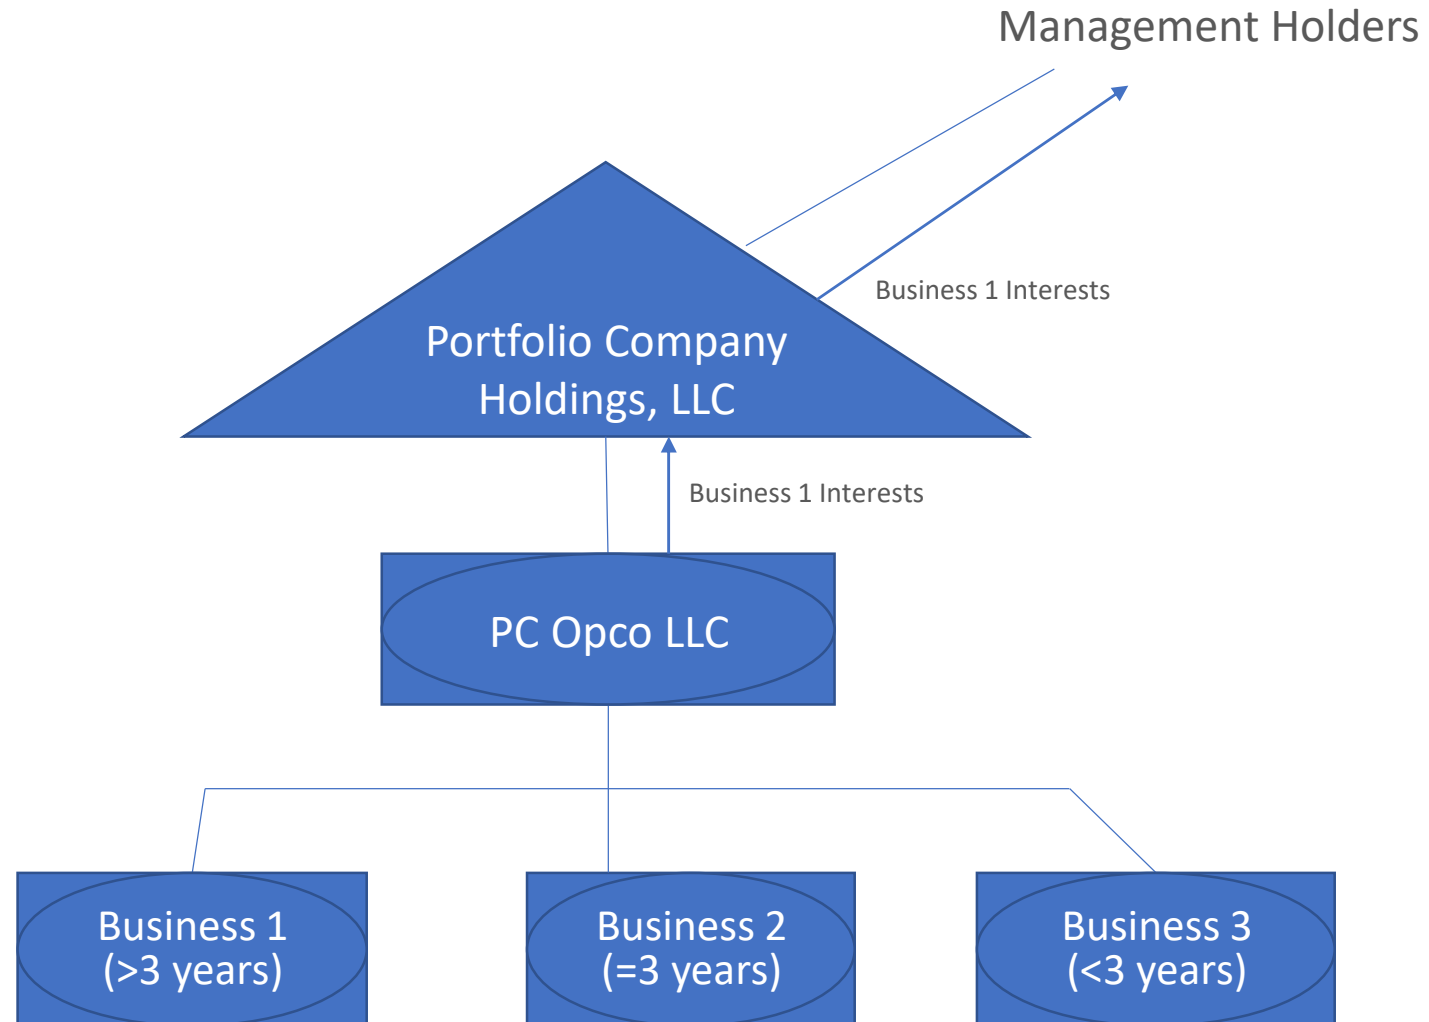 Management Holders
Business 1 Interests
Portfolio Company
Holdings, LLC
Business 1 Interests
PC Opco LLC
Business 1
(>3 years)
Business 2
(=3 years)
Business 3
(<3 years)